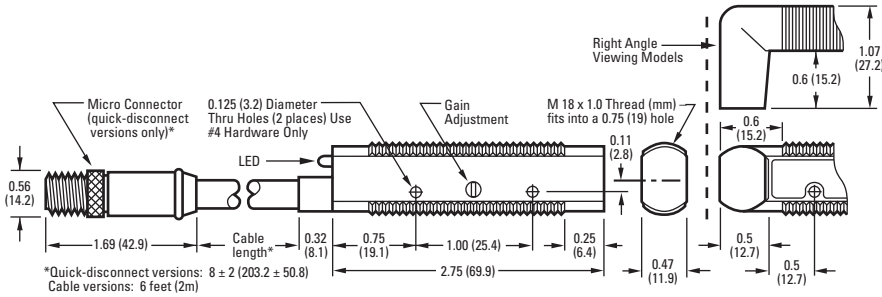 Right Angle
Viewing Models
1.07
(27.2)
0.6 (15.2)
Micro Connector
(quick-disconnect
versions only)*
0.125 (3.2) Diameter
Thru Holes (2 places) Use
#4 Hardware Only
Gain
Adjustment
M 18 x 1.0 Thread (mm)
fits into a 0.75 (19) hole
0.6
(15.2)
0.11
(2.8)
LED
0.56
(14.2)
1.69 (42.9)
Cable
length*
0.32
(8.1)
0.75
(19.1)
1.00 (25.4)
0.25
(6.4)
2.75 (69.9)
0.47
(11.9)
0.5
(12.7)
0.5
(12.7)
*Quick-disconnect versions: 8 ± 2 (203.2 ± 50.8)
Cable versions: 6 feet (2m)